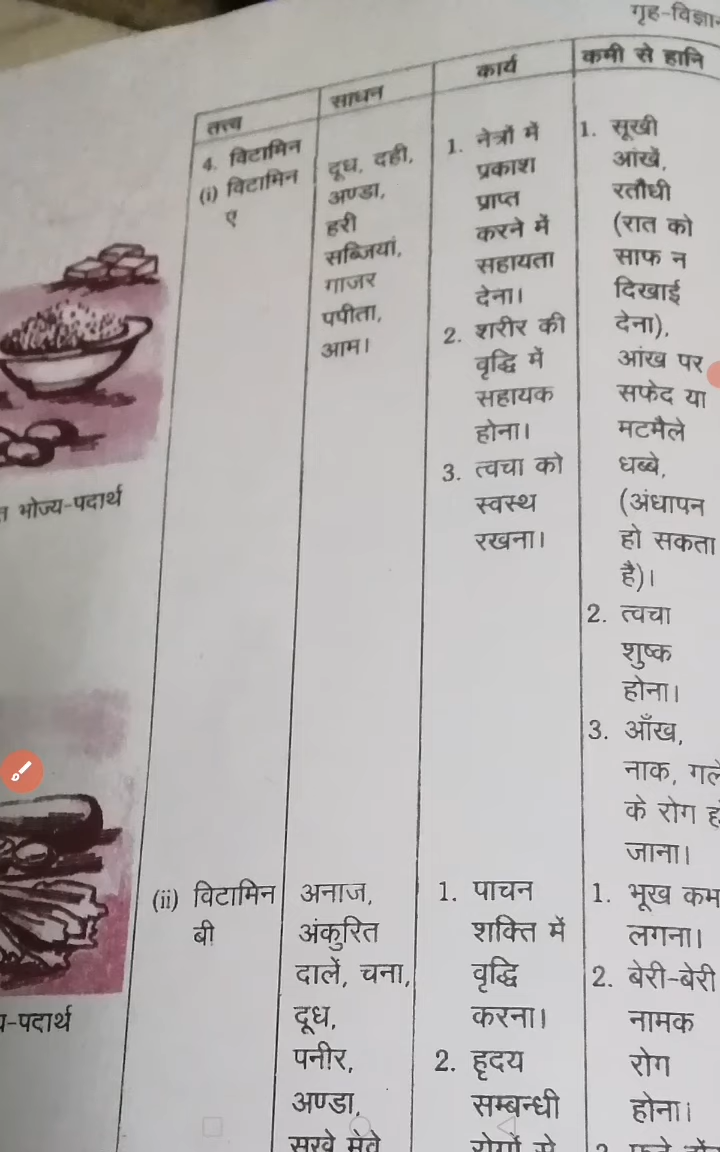 गृह-विज्ञान
तत्त्व
साधन
कार्य
कमी से हानि
4. विटामिन
(i) विटामिन
ए
दूध, दही,
अण्डा,
हरी
सब्जियां,
गाजर
पपीता,
आम।
1. नेत्रों में
प्रकाश
प्राप्त
करने में
सहायता
देना।
2. शरीर की
वृद्धि में
सहायक
होना।
3. त्वचा को
स्वस्थ
रखना।
1. सूखी
आंखें,
रतौधी
(रात को
साफ न
दिखाई
देना),
आंख पर
सफेद या
मटमैले
धब्बे,
(अंधापन
हो सकता
है)।
2. त्वचा
शुष्क
होना।
3. आँख,
नाक,
के रोग
जाना।
(ii) विटामिन
बी
अनाज,
अंकुरित
दालें, चना,
दूध,
पनीर,
अण्डा,
1. पाचन
शक्ति में
वृद्धि
करना।
2. हृदय
सम्बन्धी
1. भूख कम
लगना।
2. बेरी-बेरी
नामक
रोग
होना।
भोज्य-पदार्थ
-पदार्थ